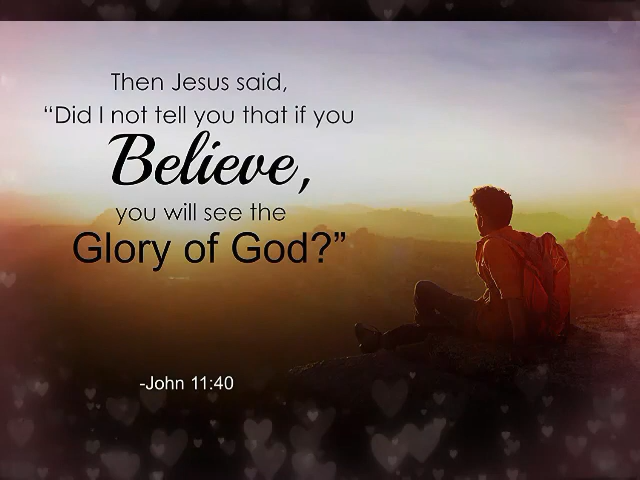 Then Jesus said,
“Did I not tell you that if you
Believe,
you will see the
Glory of God?”
-John 11:40